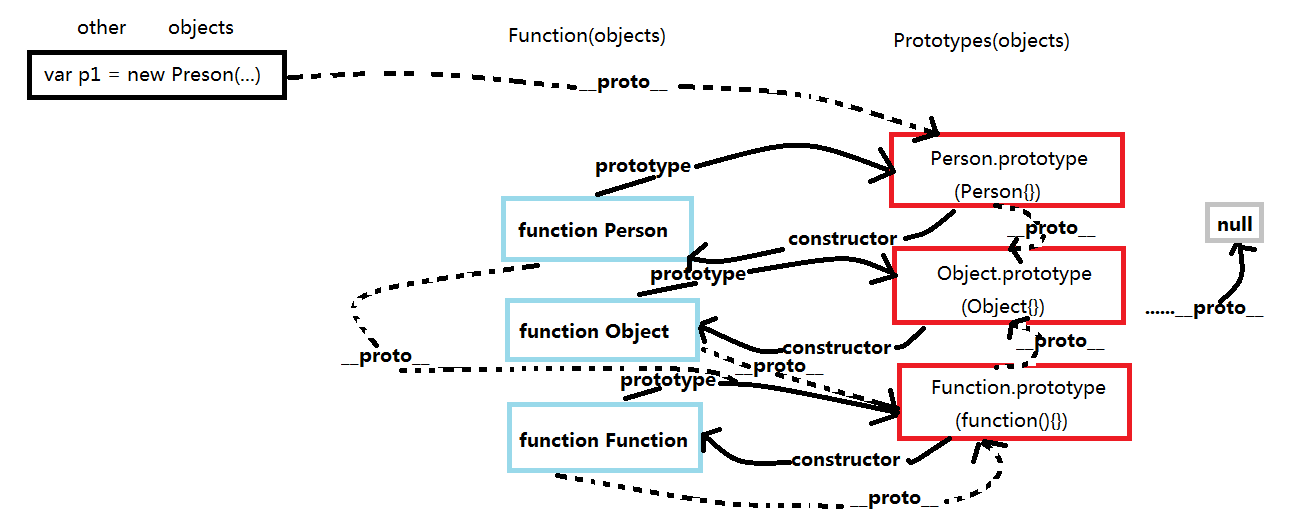 other objects
Function(objects)
Prototypes(objects)
var p1 = new Preson(...)
__proto__
prototype
Person.prototype
(Person{})
function Person
__proto__
null
constructor
prototype
Object.prototype
(Object{})
......__proto__
function Object
constructor
__proto__
__proto__
__proto__
prototype
Function.prototype
(function(){})
function Function
constructor
__proto__